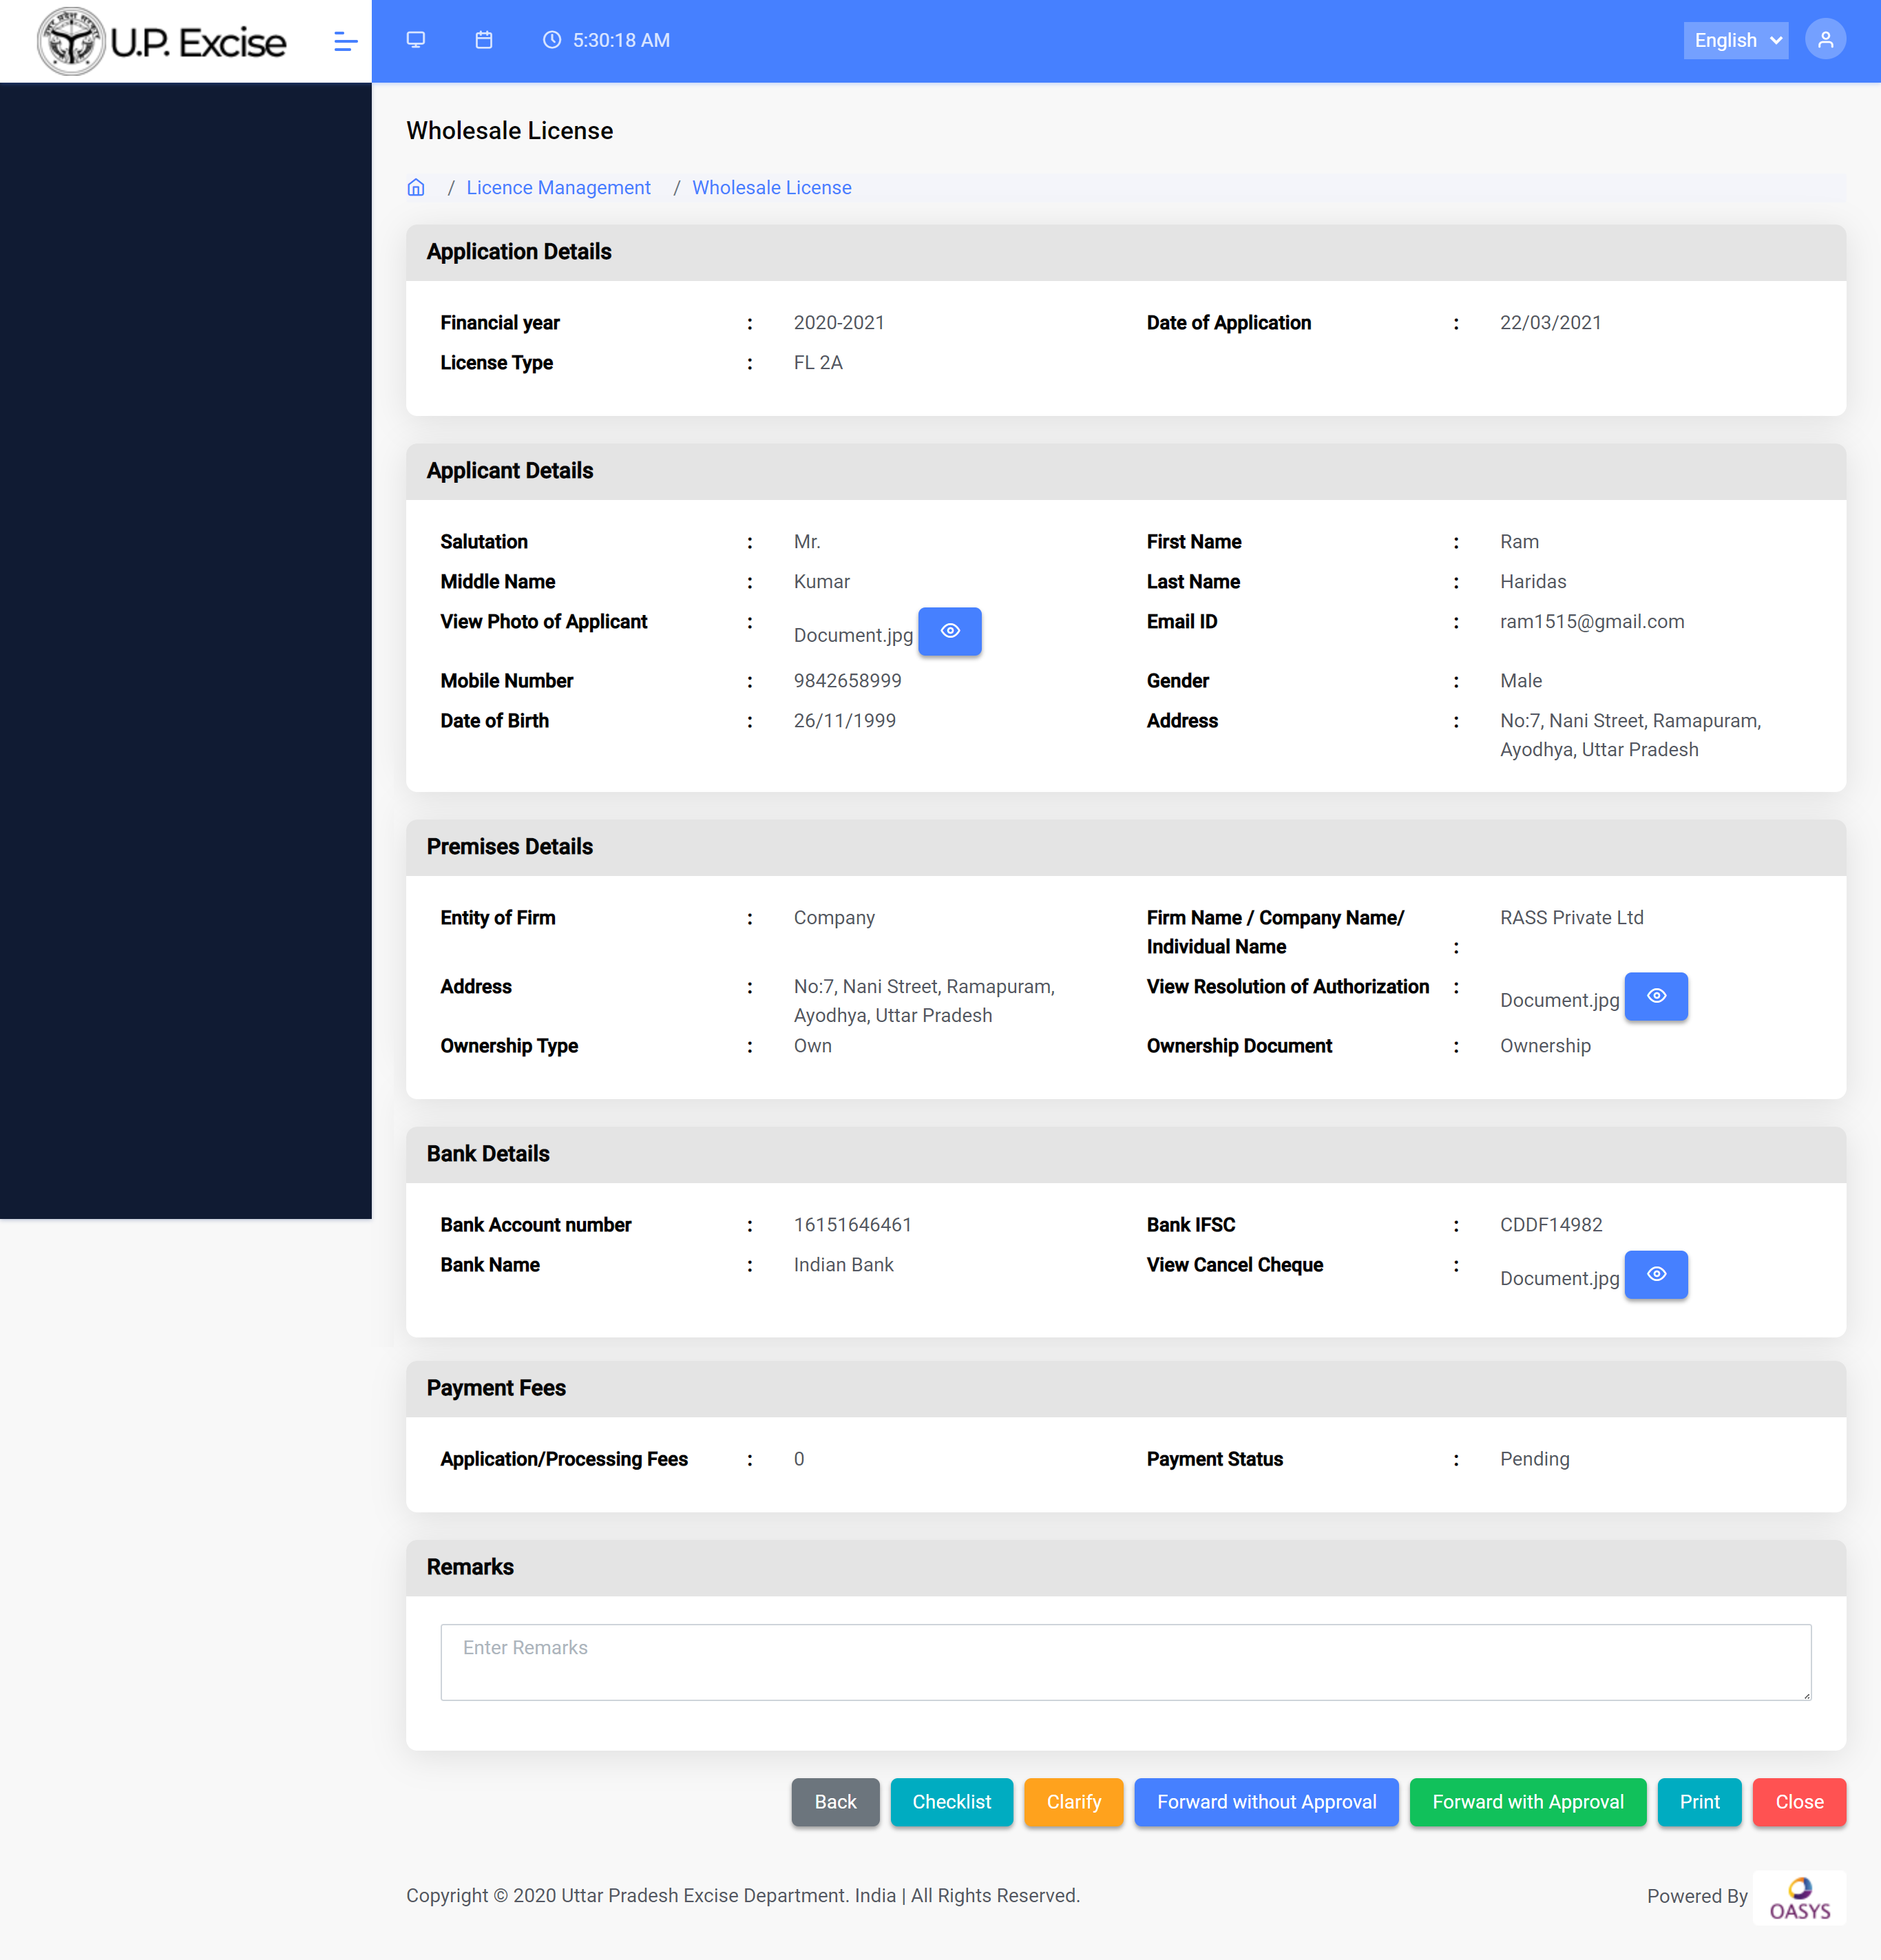 U.P. Excise
5:30:18 AM
English
Wholesale License
/ Licence Management / Wholesale License
Application Details
Financial year : 2020-2021 Date of Application : 22/03/2021
License Type : FL 2A
Applicant Details
Salutation : Mr. First Name : Ram
Middle Name : Kumar Last Name : Haridas
View Photo of Applicant : Document.jpg Email ID : ram1515@gmail.com
Mobile Number : 9842658999 Gender : Male
Date of Birth : 26/11/1999 Address : No:7, Nani Street, Ramapuram,
Ayodhya, Uttar Pradesh
Premises Details
Entity of Firm : Company Firm Name / Company Name/ RASS Private Ltd
Individual Name :
Address : No:7, Nani Street, Ramapuram, View Resolution of Authorization : Document.jpg
Ayodhya, Uttar Pradesh
Ownership Type : Own Ownership Document : Ownership
Bank Details
Bank Account number : 16151646461 Bank IFSC : CDDF14982
Bank Name : Indian Bank View Cancel Cheque : Document.jpg
Payment Fees
Application/Processing Fees : 0 Payment Status : Pending
Remarks
Enter Remarks
Back Checklist Clarify Forward without Approval Forward with Approval Print Close
Copyright © 2020 Uttar Pradesh Excise Department. India | All Rights Reserved. Powered By OASYS